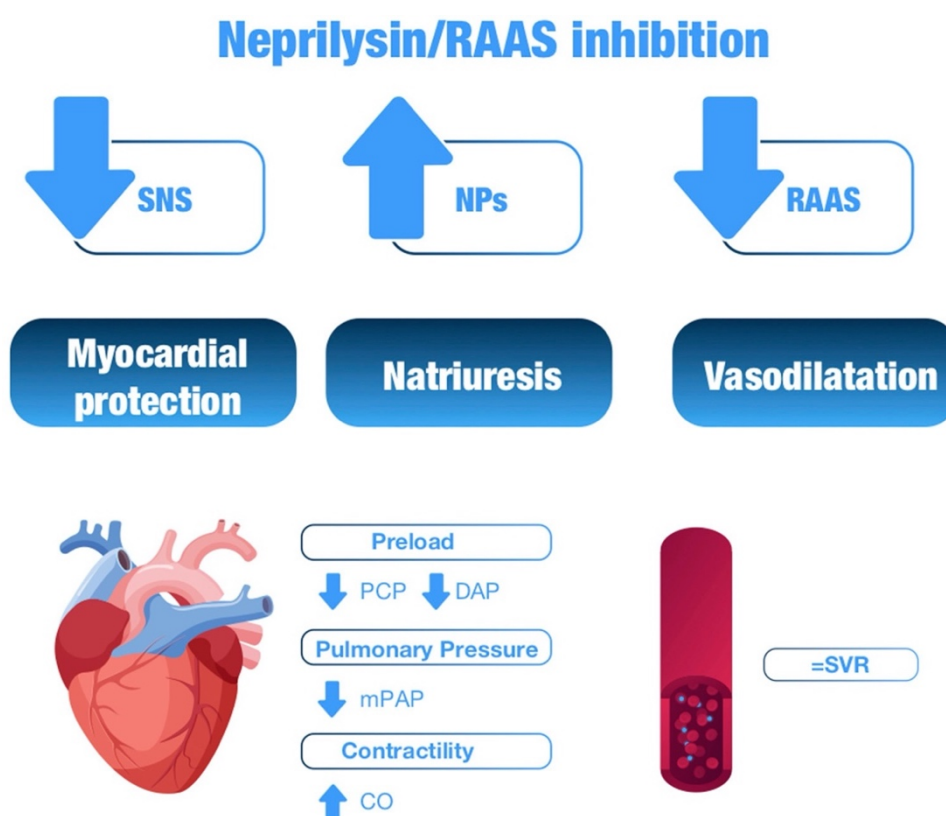 Neprilysin/RAAS inhibition
SNS
NPs
RAAS
Myocardial
protection
Natriuresis
Vasodilatation
Preload
PCP DAP
Pulmonary Pressure
mPAP
Contractility
CO
=SVR